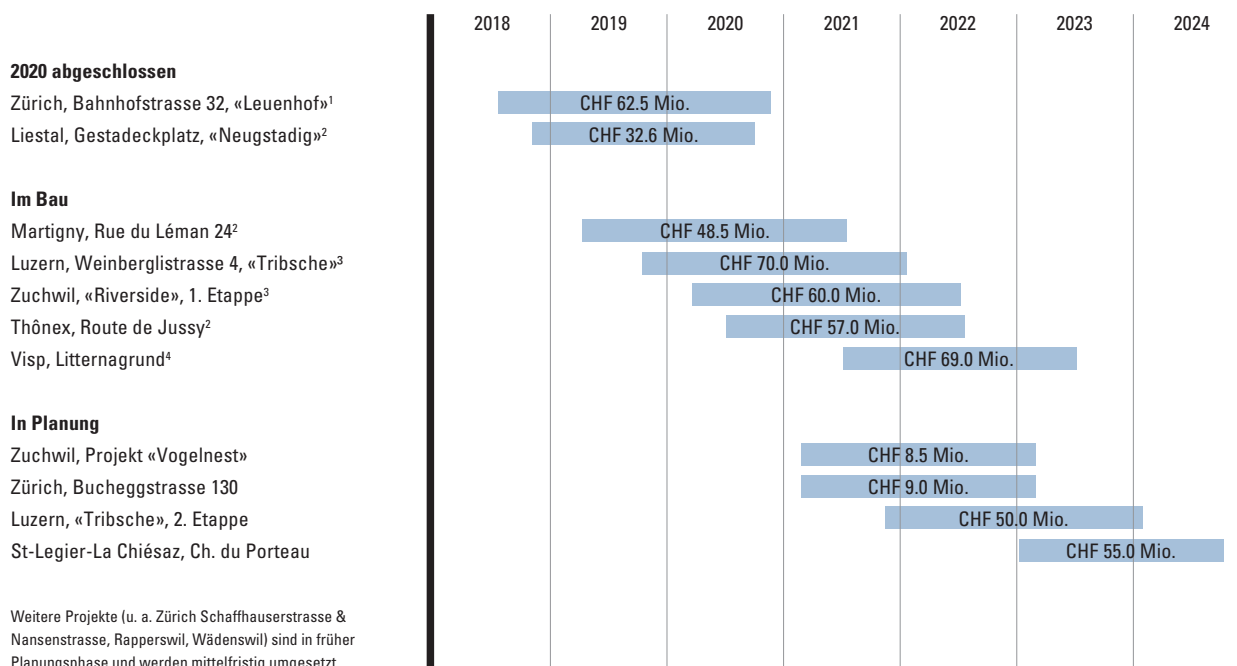 2018 2019 2020 2021 2022 2023 2024
2020 abgeschlossen
Zürich, Bahnhofstrasse 32, «Leuenhof»¹ CHF 62.5 Mio.
Liestal, Gestadeckplatz, «Neugstadig»² CHF 32.6 Mio.
Im Bau
Martigny, Rue du Léman 24² CHF 48.5 Mio.
Luzern, Weinberglistrasse 4, «Tribsche»³ CHF 70.0 Mio.
Zuchwil, «Riverside», 1. Etappe³ CHF 60.0 Mio.
Thônex, Route de Jussy² CHF 57.0 Mio.
Visp, Litternagrund⁴ CHF 69.0 Mio.
In Planung
Zuchwil, Projekt «Vogelnest» CHF 8.5 Mio.
Zürich, Bucheggstrasse 130 CHF 9.0 Mio.
Luzern, «Tribsche», 2. Etappe CHF 50.0 Mio.
St-Legier-La Chiésaz, Ch. du Porteau CHF 55.0 Mio.
Weitere Projekte (u. a. Zürich Schaffhauserstrasse &
Nansenstrasse, Rapperswil, Wädenswil) sind in früher
Planungsphase und werden mittelfristig umgesetzt